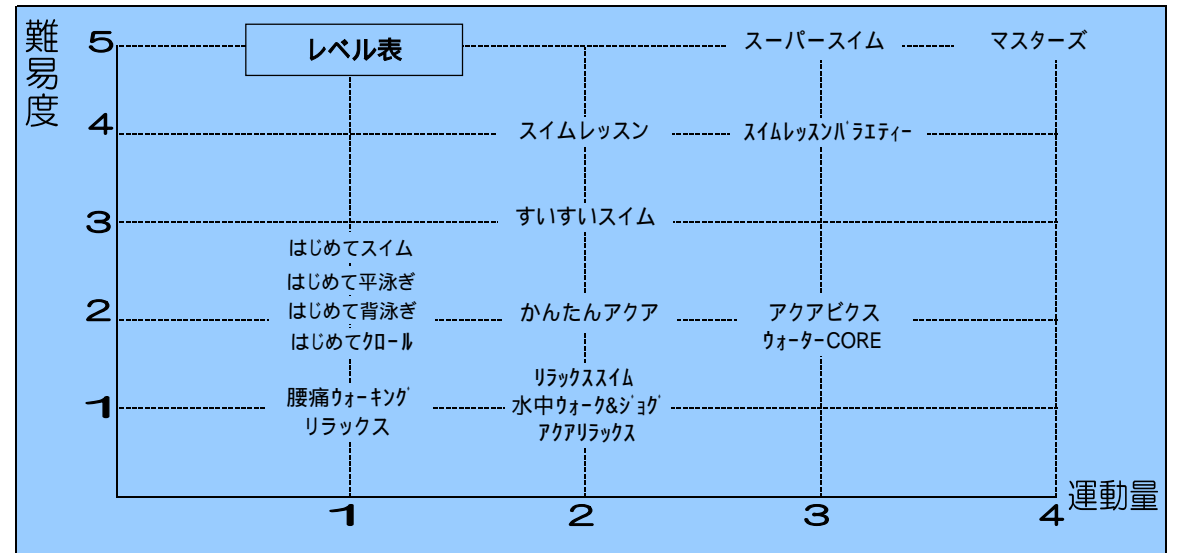 難易度
レベル表
5
スーパースイム
マスターズ
4
スイムレッスン
ｽｲﾑﾚｯｽﾝﾊﾞﾗｴﾃｨｰ
3
すいすいスイム
はじめてスイム
はじめて平泳ぎ
2
はじめて背泳ぎ
かんたんアクア
アクアビクス
はじめてｸﾛｰﾙ
ｳｫｰﾀｰCORE
1
腰痛ｳｫｰｷﾝｸﾞ
リラックス
ﾘﾗｯｸｽｽｲﾑ
水中ｳｫｰｸ&ｼﾞｮｸﾞ
ｱｸｱﾘﾗｯｸｽ
1
2
3
4
運動量